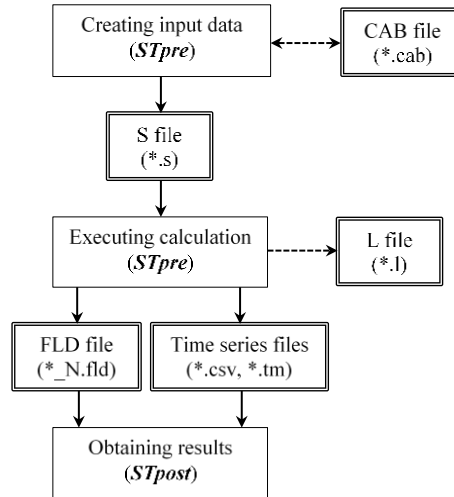 Creating input data
(STpre)
CAB file
(*.cab)
S file
(*.s)
Executing calculation
(STpre)
L file
(*.l)
FLD file
(*_N.fld)
Time series files
(*.csv, *.tm)
Obtaining results
(STpost)